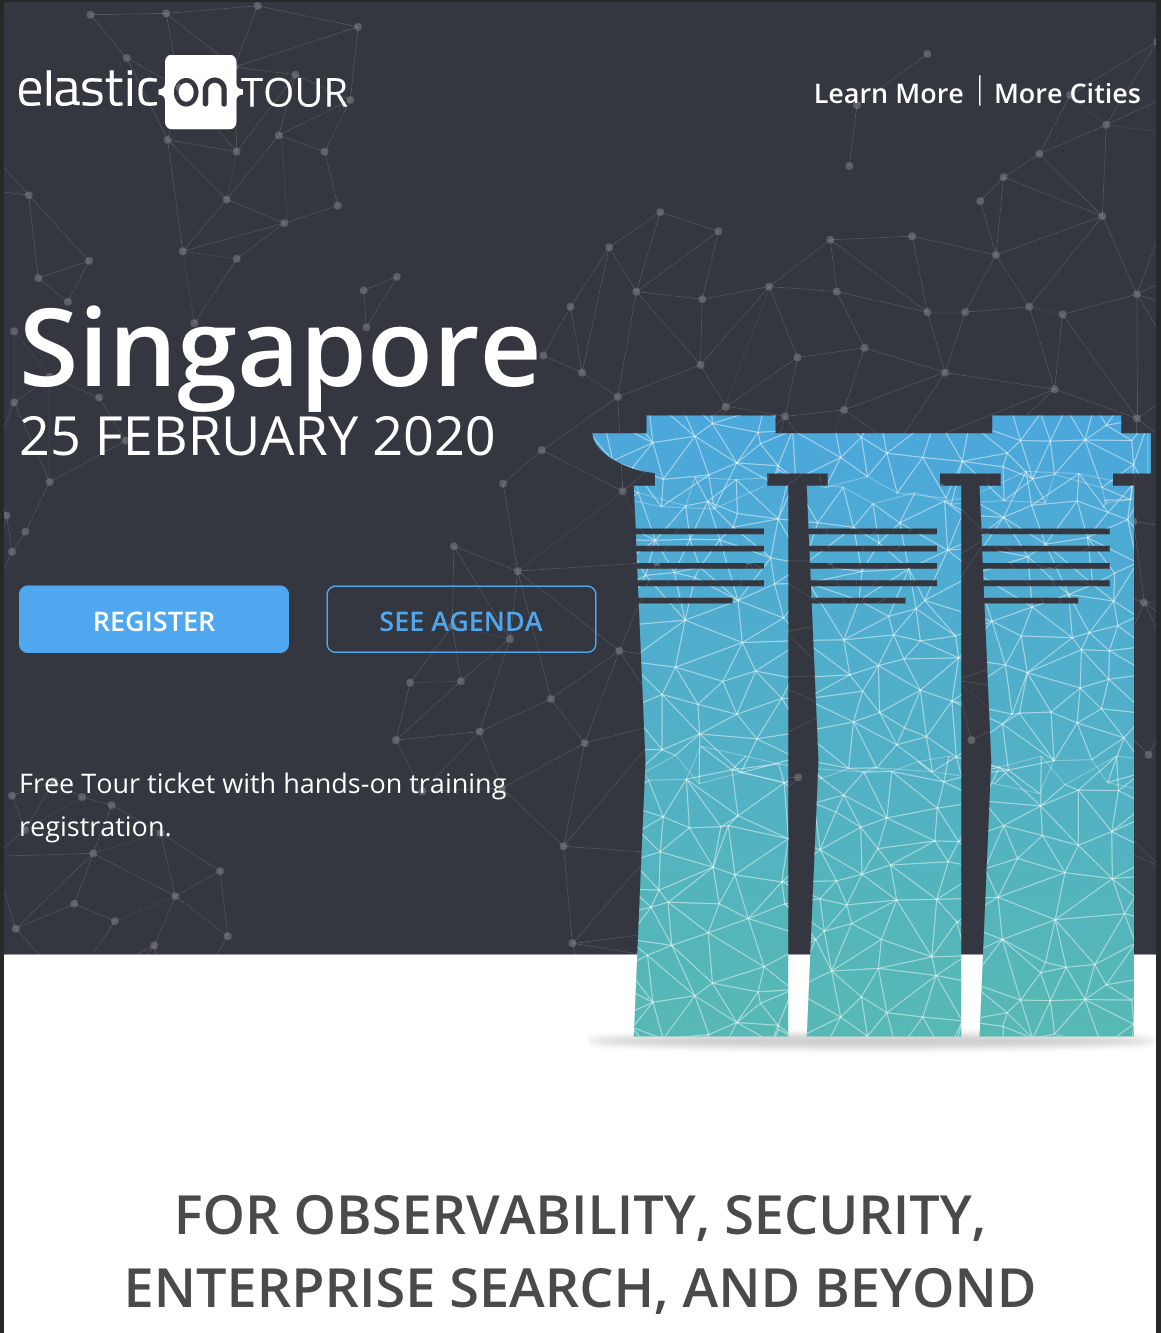 elastic on TOUR
Learn More | More Cities
Singapore
25 FEBRUARY 2020
REGISTER
SEE AGENDA
Free Tour ticket with hands-on training
registration.
FOR OBSERVABILITY, SECURITY,
ENTERPRISE SEARCH, AND BEYOND